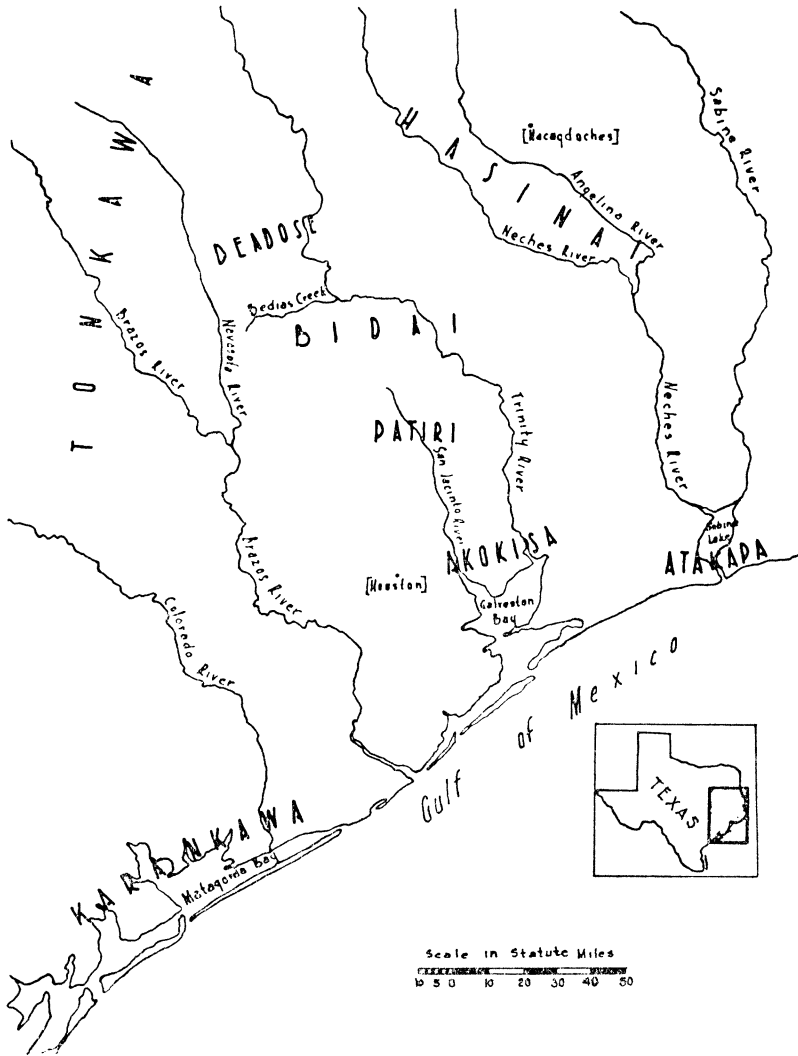 TONKAWA
HASINAI
[Nacaqdoches]
Sabine River
Angelina River
Neches River
DEADOSE
Bedias Creek
BIDAI
Brazos River
Navasota River
PATIRI
San Jacinto River
Trinity River
Neches River
Sabine
Lake
AKOKISA
ATAKAPA
Brazos River
[Houston]
Galveston
Bay
Colorado
River
Gulf of Mexico
TEXAS
KARANKAWA
Matagorda Bay
Scale in Statute Miles
10 5 0 10 20 30 40 50